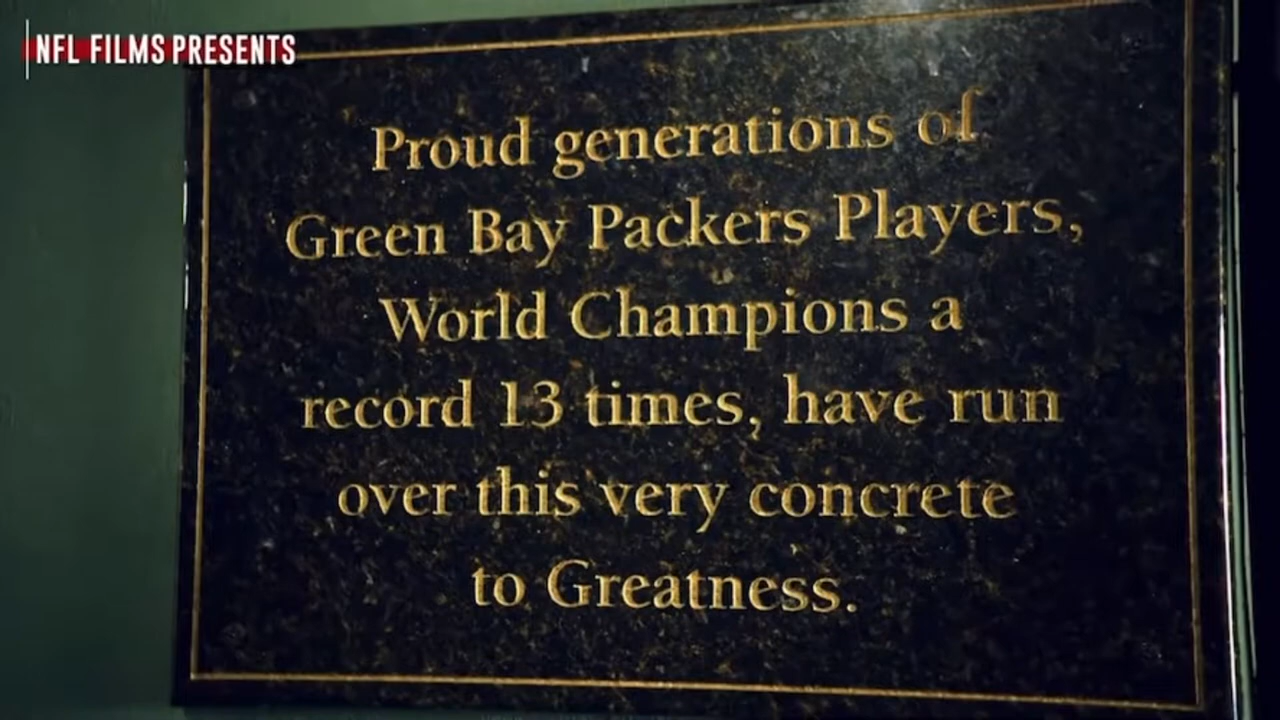 NFL FILMS PRESENTS
Proud generations of
Green Bay Packers Players,
World Champions a
record 13 times, have run
over this very concrete
to Greatness.